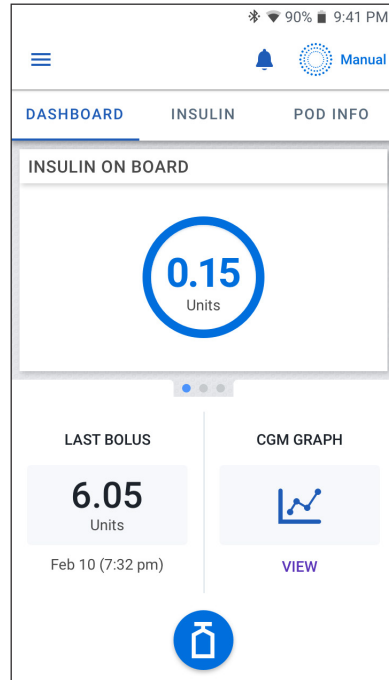 90% 9:41 PM
Manual
DASHBOARD INSULIN POD INFO
INSULIN ON BOARD
0.15
Units
LAST BOLUS
6.05
Units
Feb 10 (7:32 pm)
CGM GRAPH
VIEW